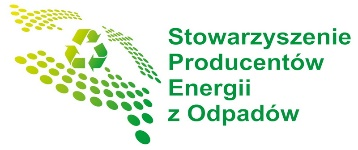 Stowarzyszenie
Producentów
Energii
z Odpadów